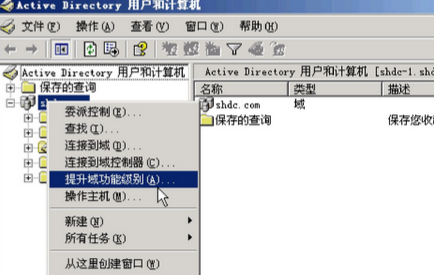 Active Directory 用户和计算机
文件(F) 操作(A) 查看(V) 窗口(W) 帮助(H)
Active Directory 用户和计算机
Active Directory 用户和计算机 [shdc-1.shd
保存的查询
名称 类型 描述
shdc.com 域
保存的查询 保存您收
委派控制(E)...
查找(I)...
连接到域(D)...
连接到域控制器(C)...
提升域功能级别(A)...
操作主机(M)...
新建(N)
所有任务(K)
从这里创建窗口(W)